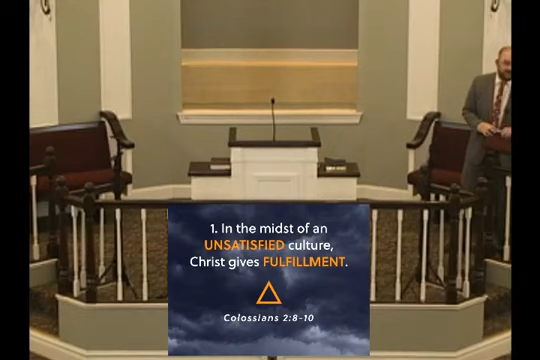 1. In the midst of an
UNSATISFIED culture,
Christ gives FULFILLMENT.
Colossians 2:8-10